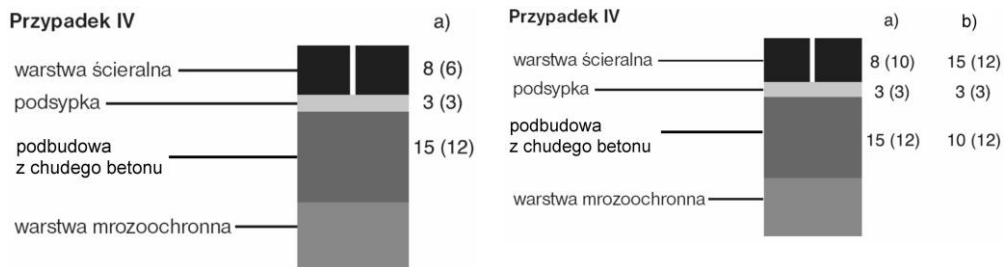 Przypadek IV
a)
warstwa ścieralna
8 (6)
podsypka
3 (3)
podbudowa
z chudego betonu
15 (12)
warstwa mrozoochronna
Przypadek IV
a) b)
warstwa ścieralna
8 (10) 15 (12)
podsypka
3 (3) 3 (3)
podbudowa
z chudego betonu
15 (12) 10 (12)
warstwa mrozoochronna